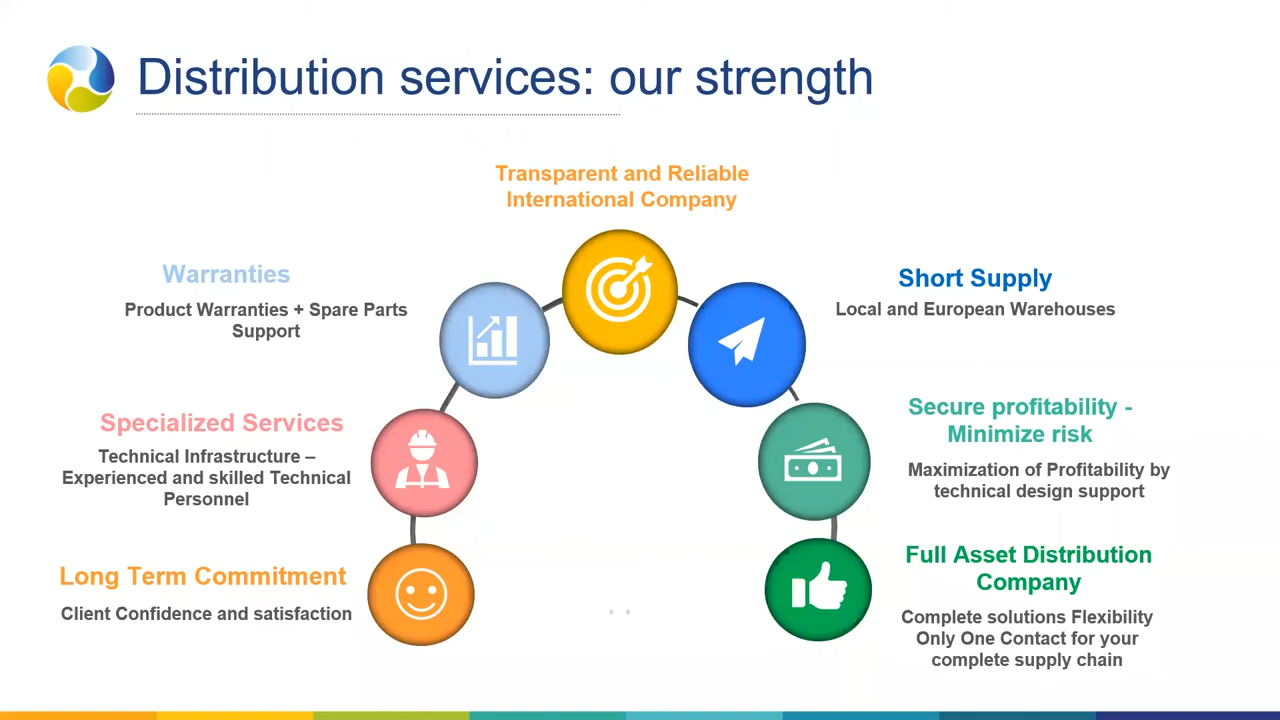 Distribution services: our strength
Transparent and Reliable
International Company
Warranties
Product Warranties + Spare Parts
Support
Short Supply
Local and European Warehouses
Specialized Services
Technical Infrastructure –
Experienced and skilled Technical
Personnel
Secure profitability -
Minimize risk
Maximization of Profitability by
technical design support
Long Term Commitment
Client Confidence and satisfaction
Full Asset Distribution
Company
Complete solutions Flexibility
Only One Contact for your
complete supply chain